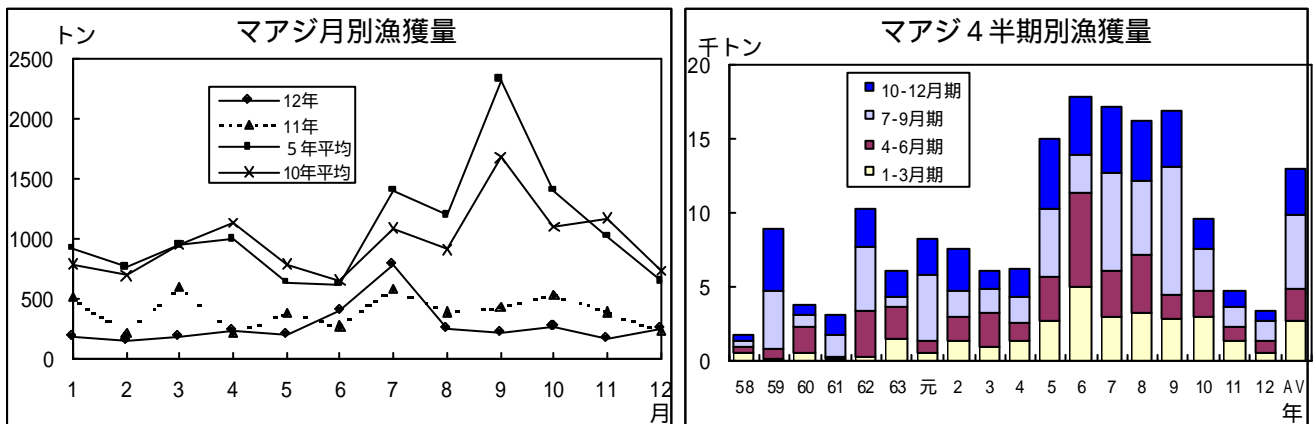 マアジ月別漁獲量
トン
2500
2000
1500
1000
500
0
12年
11年
5年平均
10年平均
1 2 3 4 5 6 7 8 9 10 11 12
月
マアジ4半期別漁獲量
千トン
20
15
10
5
0
10-12月期
7-9月期
4-6月期
1-3月期
58 59 60 61 62 63 元 2 3 4 5 6 7 8 9 10 11 12 AV
年